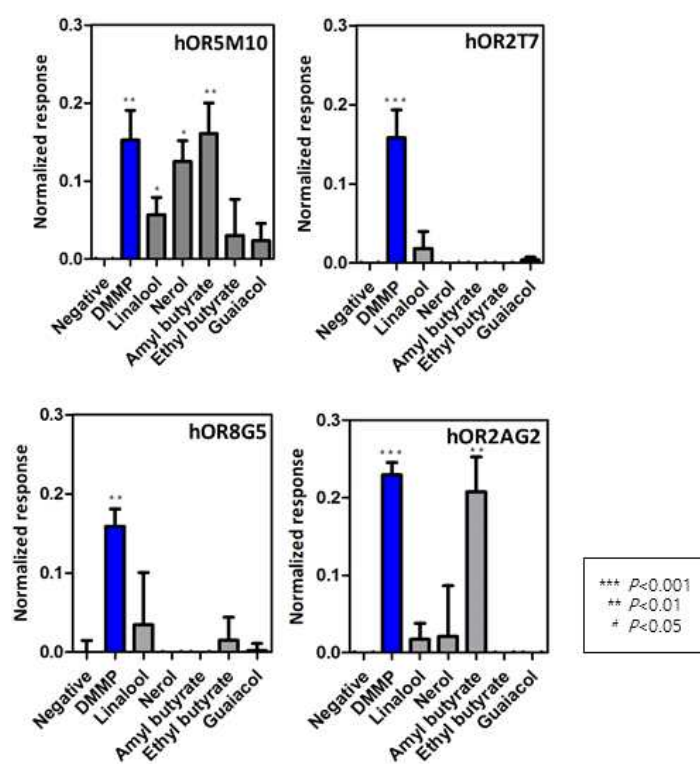 hOR5M10
Normalized response
0.3
0.2
0.1
0.0
**
*
*
**
Negative
DMMP
Linalool
Nerol
Amyl butyrate
Ethyl butyrate
Guaiacol
hOR2T7
Normalized response
0.3
0.2
0.1
0.0
***
Negative
DMMP
Linalool
Nerol
Amyl butyrate
Ethyl butyrate
Guaiacol
hOR8G5
Normalized response
0.3
0.2
0.1
0.0
**
Negative
DMMP
Linalool
Nerol
Amyl butyrate
Ethyl butyrate
Guaiacol
hOR2AG2
Normalized response
0.3
0.2
0.1
0.0
***
**
Negative
DMMP
Linalool
Nerol
Amyl butyrate
Ethyl butyrate
Guaiacol
*** P<0.001
** P<0.01
* P<0.05